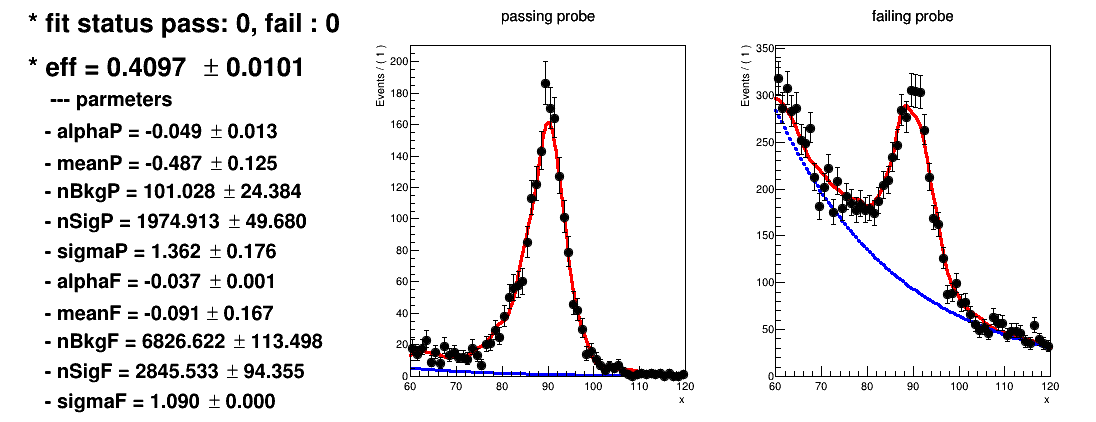 * fit status pass: 0, fail : 0
* eff = 0.4097 ± 0.0101
--- parmeters
- alphaP = -0.049 ± 0.013
- meanP = -0.487 ± 0.125
- nBkgP = 101.028 ± 24.384
- nSigP = 1974.913 ± 49.680
- sigmaP = 1.362 ± 0.176
- alphaF = -0.037 ± 0.001
- meanF = -0.091 ± 0.167
- nBkgF = 6826.622 ± 113.498
- nSigF = 2845.533 ± 94.355
- sigmaF = 1.090 ± 0.000
passing probe
Events / ( 1 )
200
180
160
140
120
100
80
60
40
20
0
60 70 80 90 100 110 120
x
failing probe
Events / ( 1 )
350
300
250
200
150
100
50
0
60 70 80 90 100 110 120
x